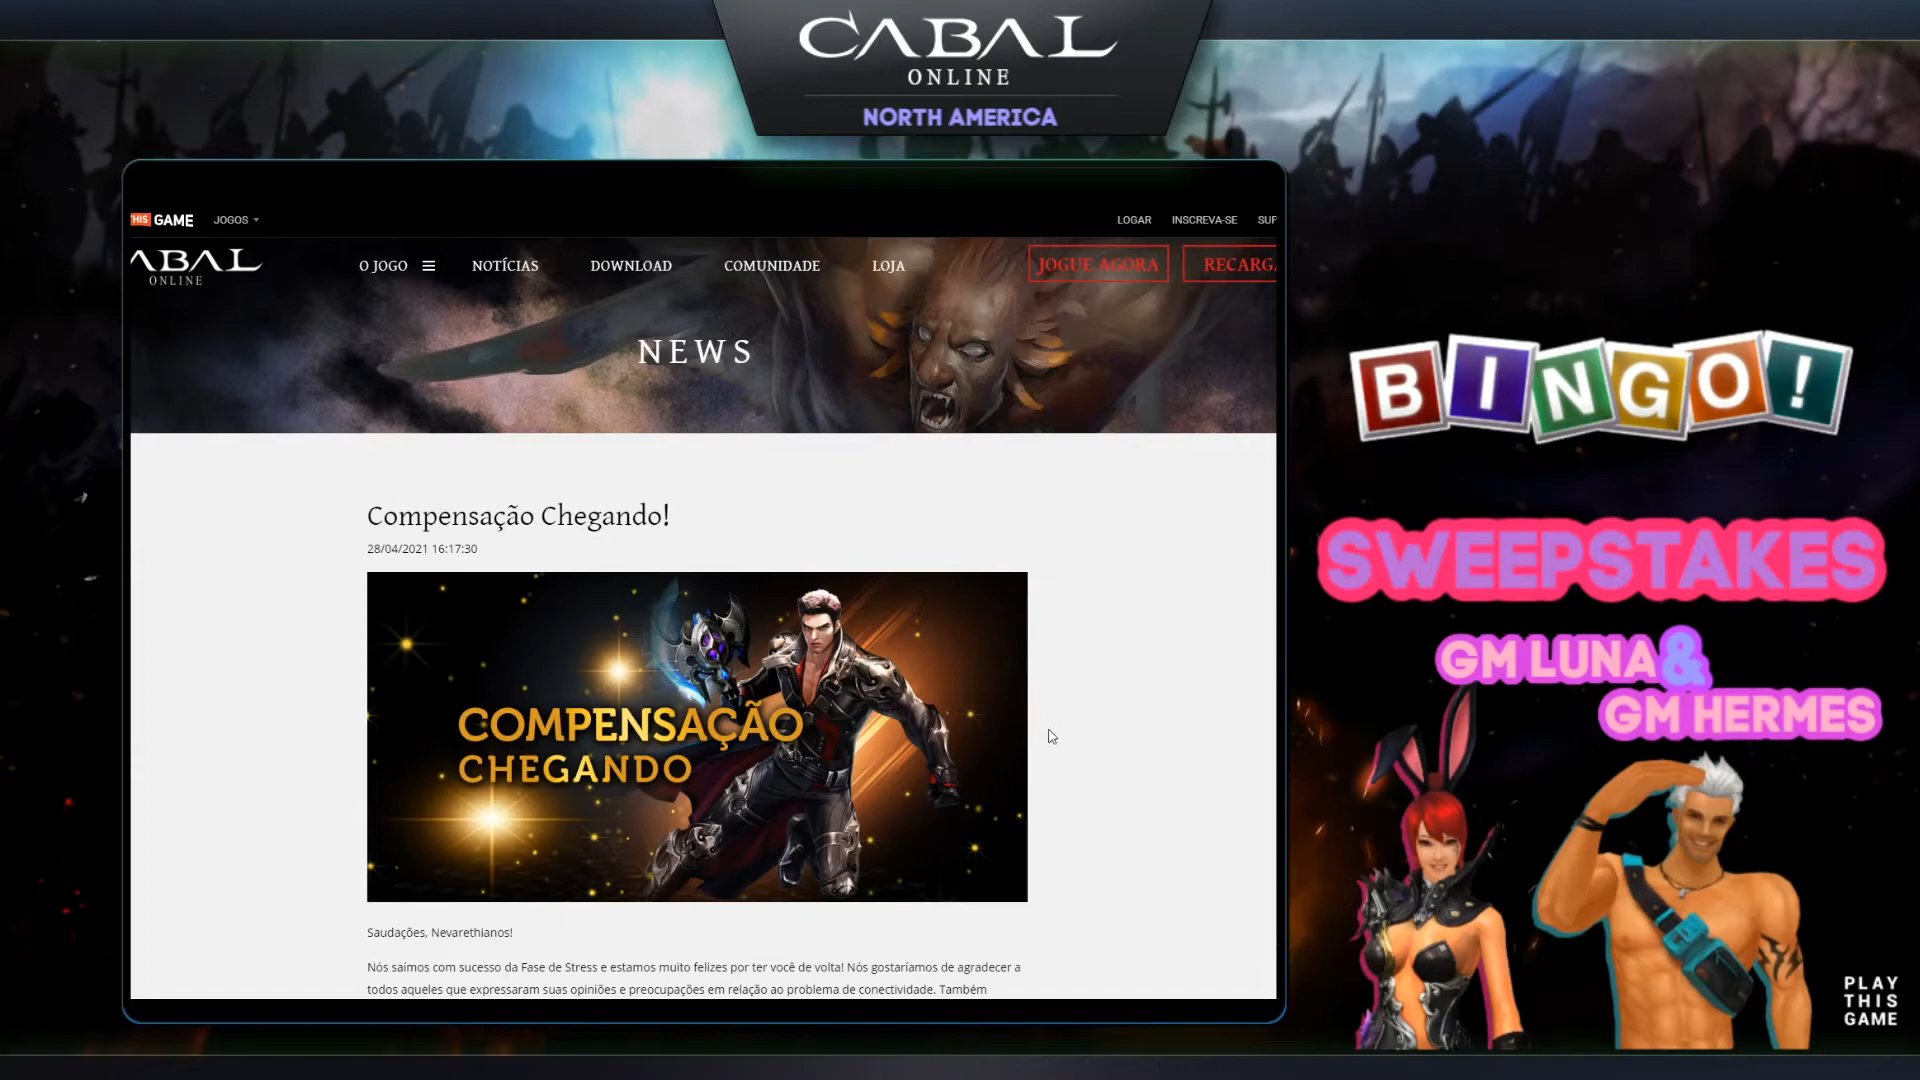 CABAL
ONLINE
NORTH AMERICA
THIS GAME
JOGOS
LOGAR
INSCREVA-SE
SUP
ABAL
ONLINE
O JOGO
NOTÍCIAS
DOWNLOAD
COMUNIDADE
LOJA
JOGUE AGORA
RECARGA
NEWS
Compensação Chegando!
28/04/2021 16:17:30
COMPENSAÇÃO
CHEGANDO
Saudações, Nevarethianos!
Nós saímos com sucesso da Fase de Stress e estamos muito felizes por ter você de volta! Nós gostaríamos de agradecer a
todos aqueles que expressaram suas opiniões e preocupações em relação ao problema de conectividade. Também
BINGO!
SWEEPSTAKES
GM LUNA &
GM HERMES
PLAY
THIS
GAME